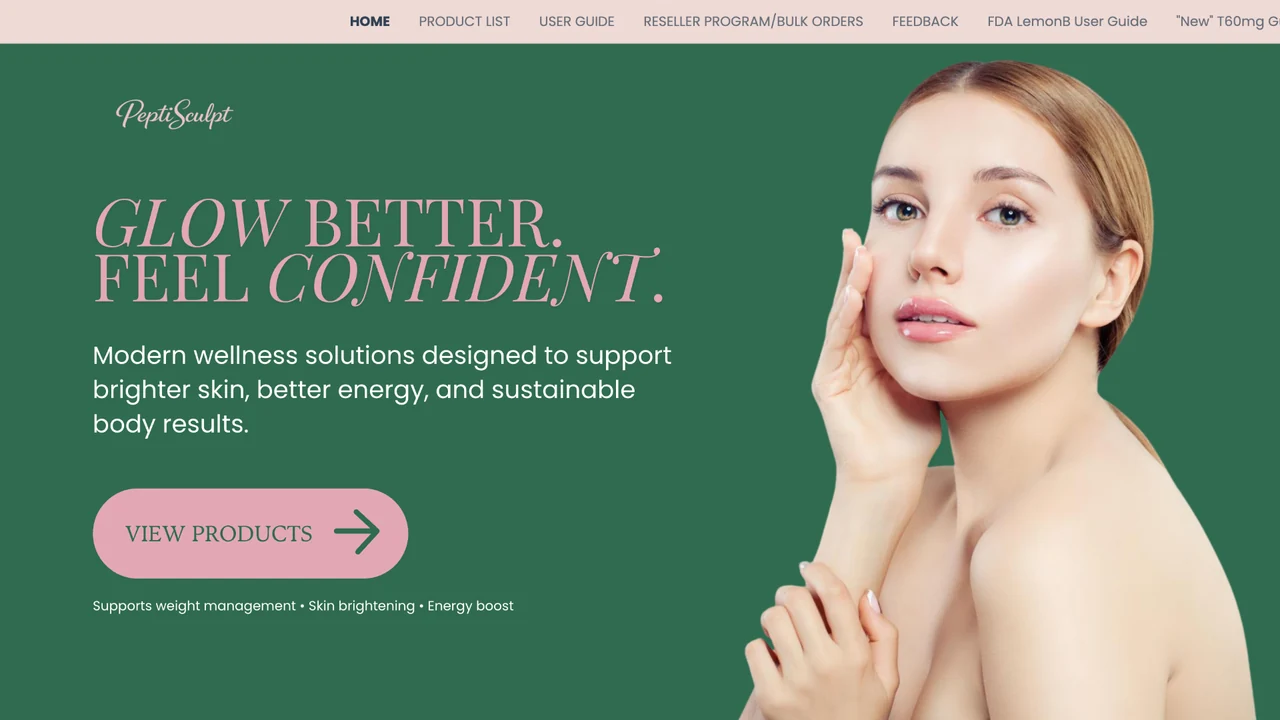 HOME PRODUCT LIST USER GUIDE RESELLER PROGRAM/BULK ORDERS FEEDBACK FDA LemonB User Guide "New" T60mg
PeptiSculpt
GLOW BETTER.
FEEL CONFIDENT.
Modern wellness solutions designed to support
brighter skin, better energy, and sustainable
body results.
VIEW PRODUCTS
Supports weight management • Skin brightening • Energy boost